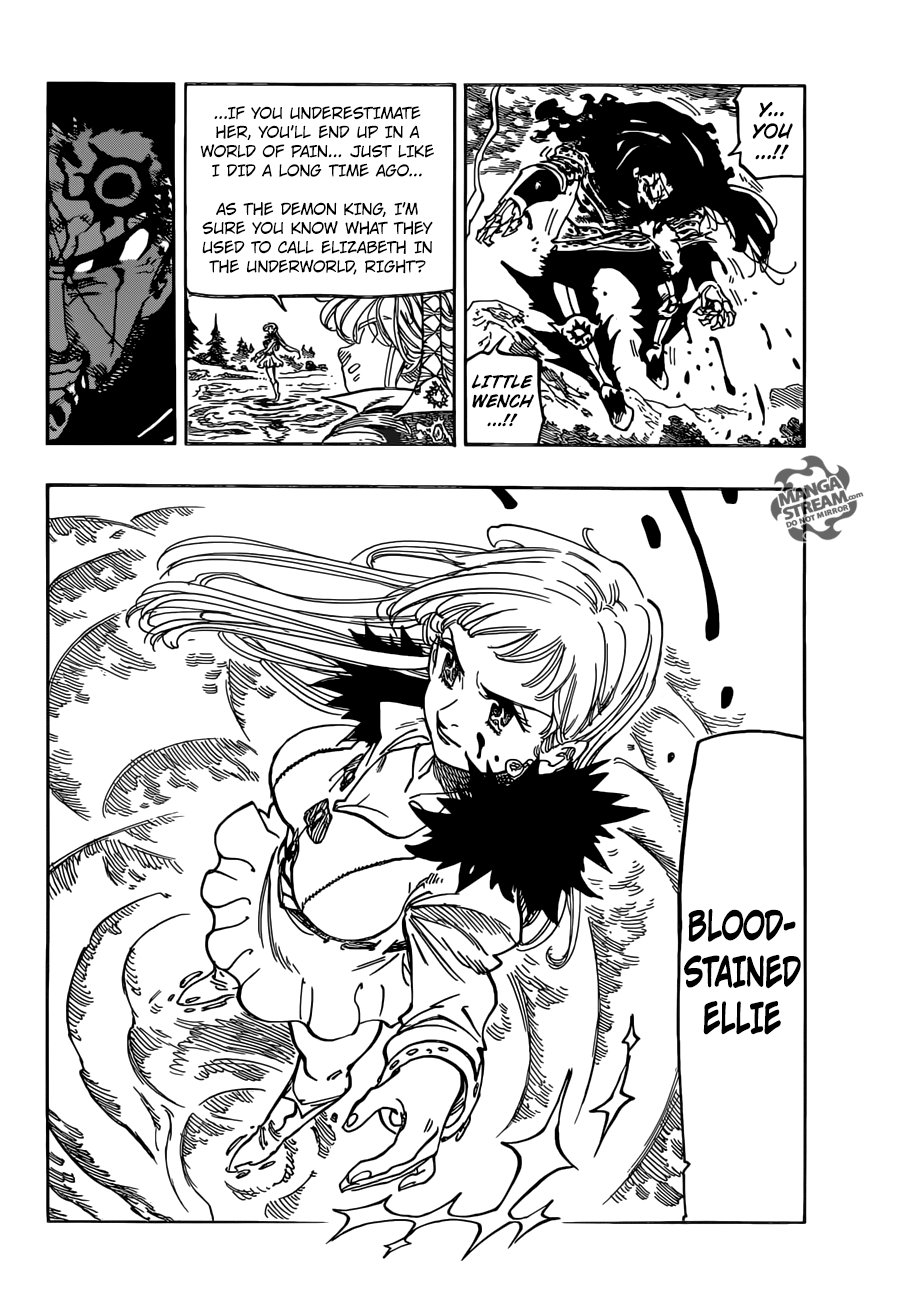 Y...
YOU
...!!
LITTLE
WENCH
...!!
...IF YOU UNDERESTIMATE
HER, YOU'LL END UP IN A
WORLD OF PAIN... JUST LIKE
I DID A LONG TIME AGO...
AS THE DEMON KING, I'M
SURE YOU KNOW WHAT THEY
USED TO CALL ELIZABETH IN
THE UNDERWORLD, RIGHT?
MANGA
STREAM.com
DO NOT MIRROR
BLOOD-
STAINED
ELLIE